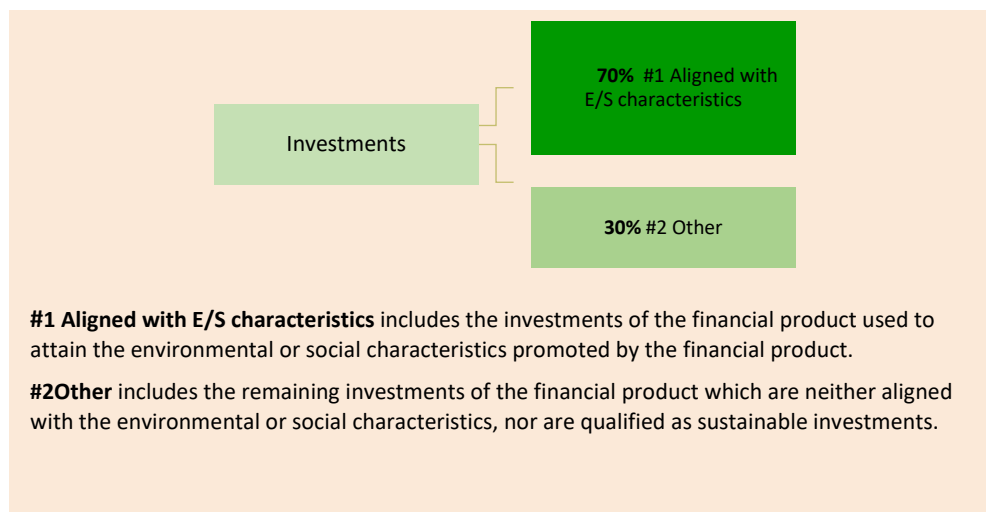 70% #1 Aligned with
E/S characteristics
Investments
30% #2 Other
#1 Aligned with E/S characteristics includes the investments of the financial product used to
attain the environmental or social characteristics promoted by the financial product.
#2Other includes the remaining investments of the financial product which are neither aligned
with the environmental or social characteristics, nor are qualified as sustainable investments.